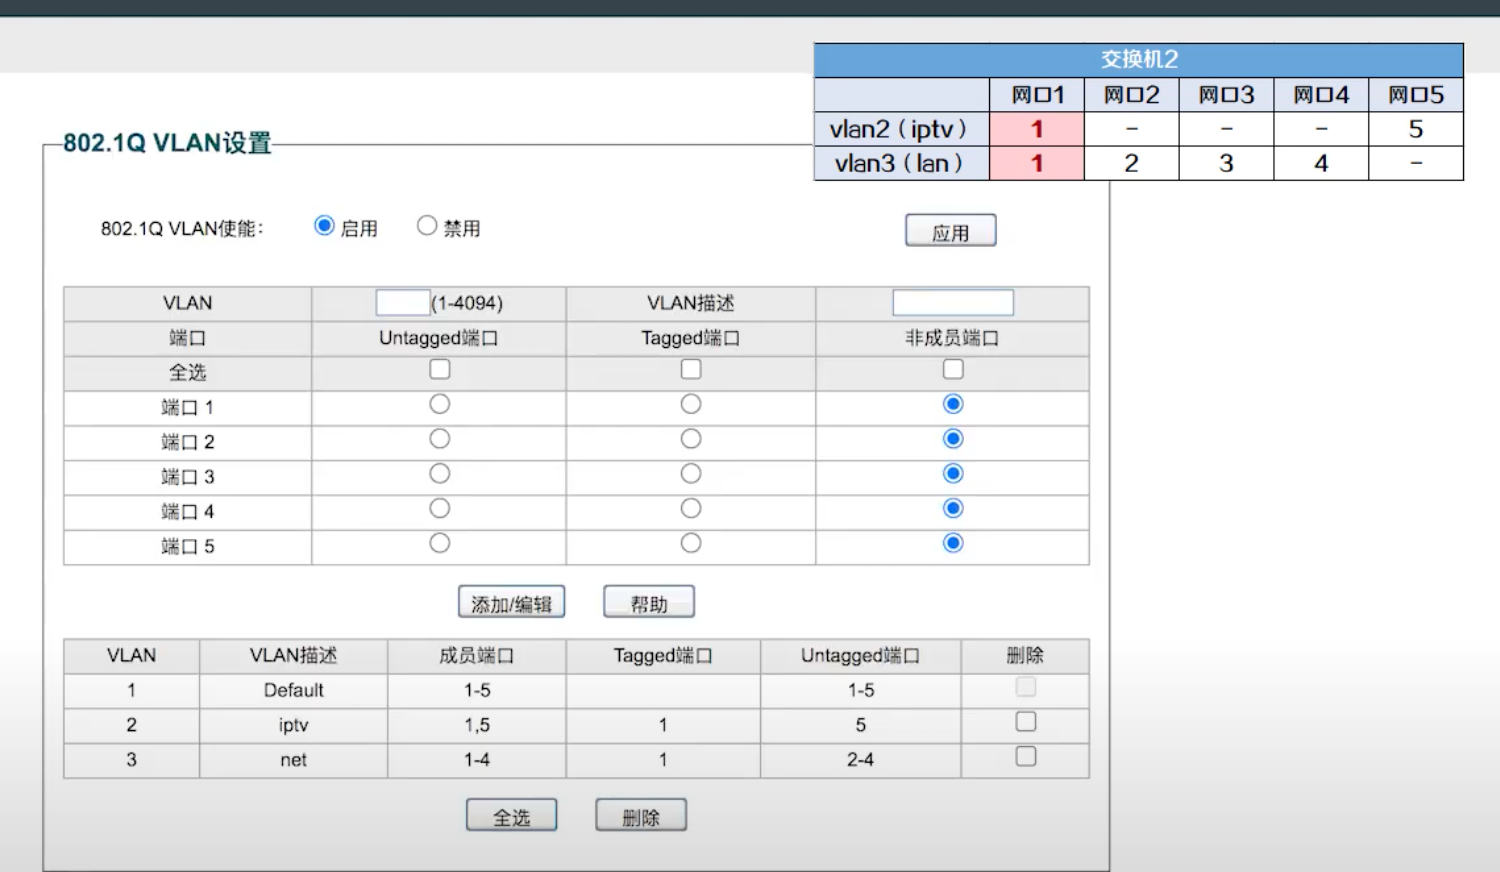 交换机2
网口1 网口2 网口3 网口4 网口5
vlan2（iptv） 1 - - - 5
vlan3（lan） 1 2 3 4 -
802.1Q VLAN设置
802.1Q VLAN使能: 启用 禁用 应用
VLAN (1-4094) VLAN描述
端口 Untagged端口 Tagged端口 非成员端口
全选
端口 1
端口 2
端口 3
端口 4
端口 5
添加/编辑 帮助
VLAN VLAN描述 成员端口 Tagged端口 Untagged端口 删除
1 Default 1-5 1-5
2 iptv 1,5 1 5
3 net 1-4 1 2-4
全选 删除